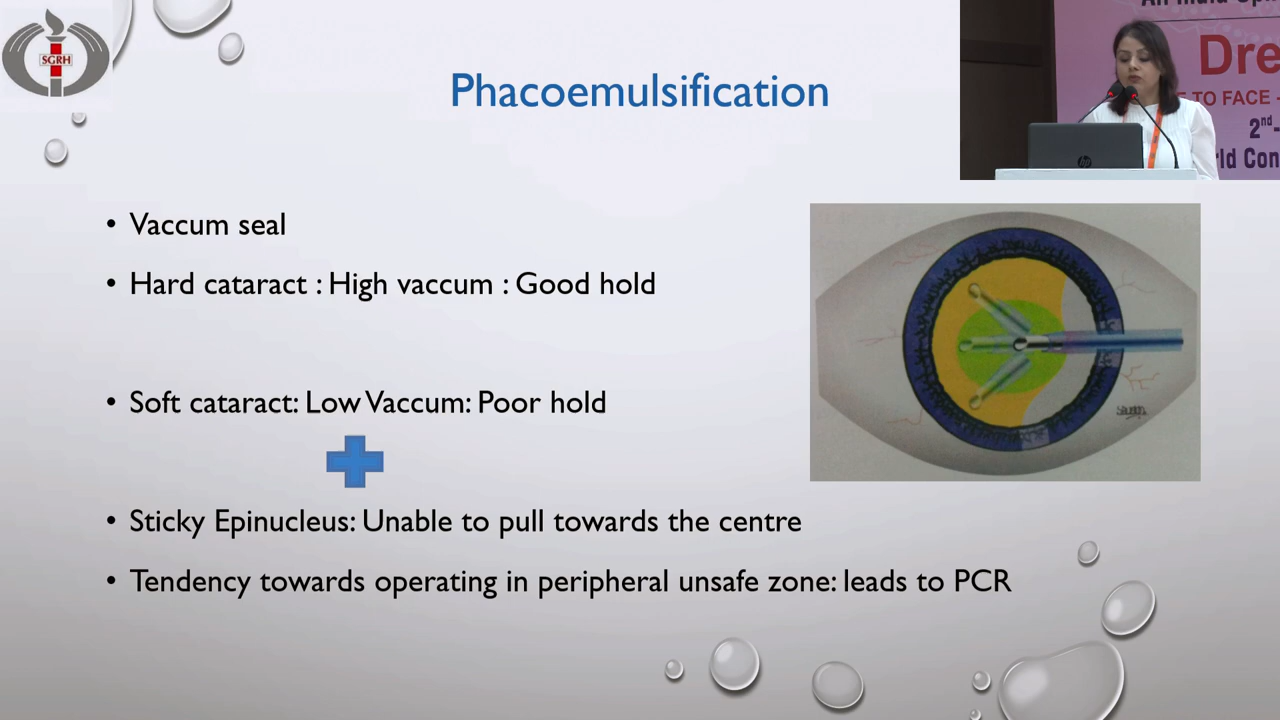 SGRH
Phacoemulsification
Dre
TO FACE -
2nd-
rld Con
hp
• Vaccum seal
• Hard cataract : High vaccum : Good hold
• Soft cataract: Low Vaccum: Poor hold
• Sticky Epinucleus: Unable to pull towards the centre
• Tendency towards operating in peripheral unsafe zone: leads to PCR